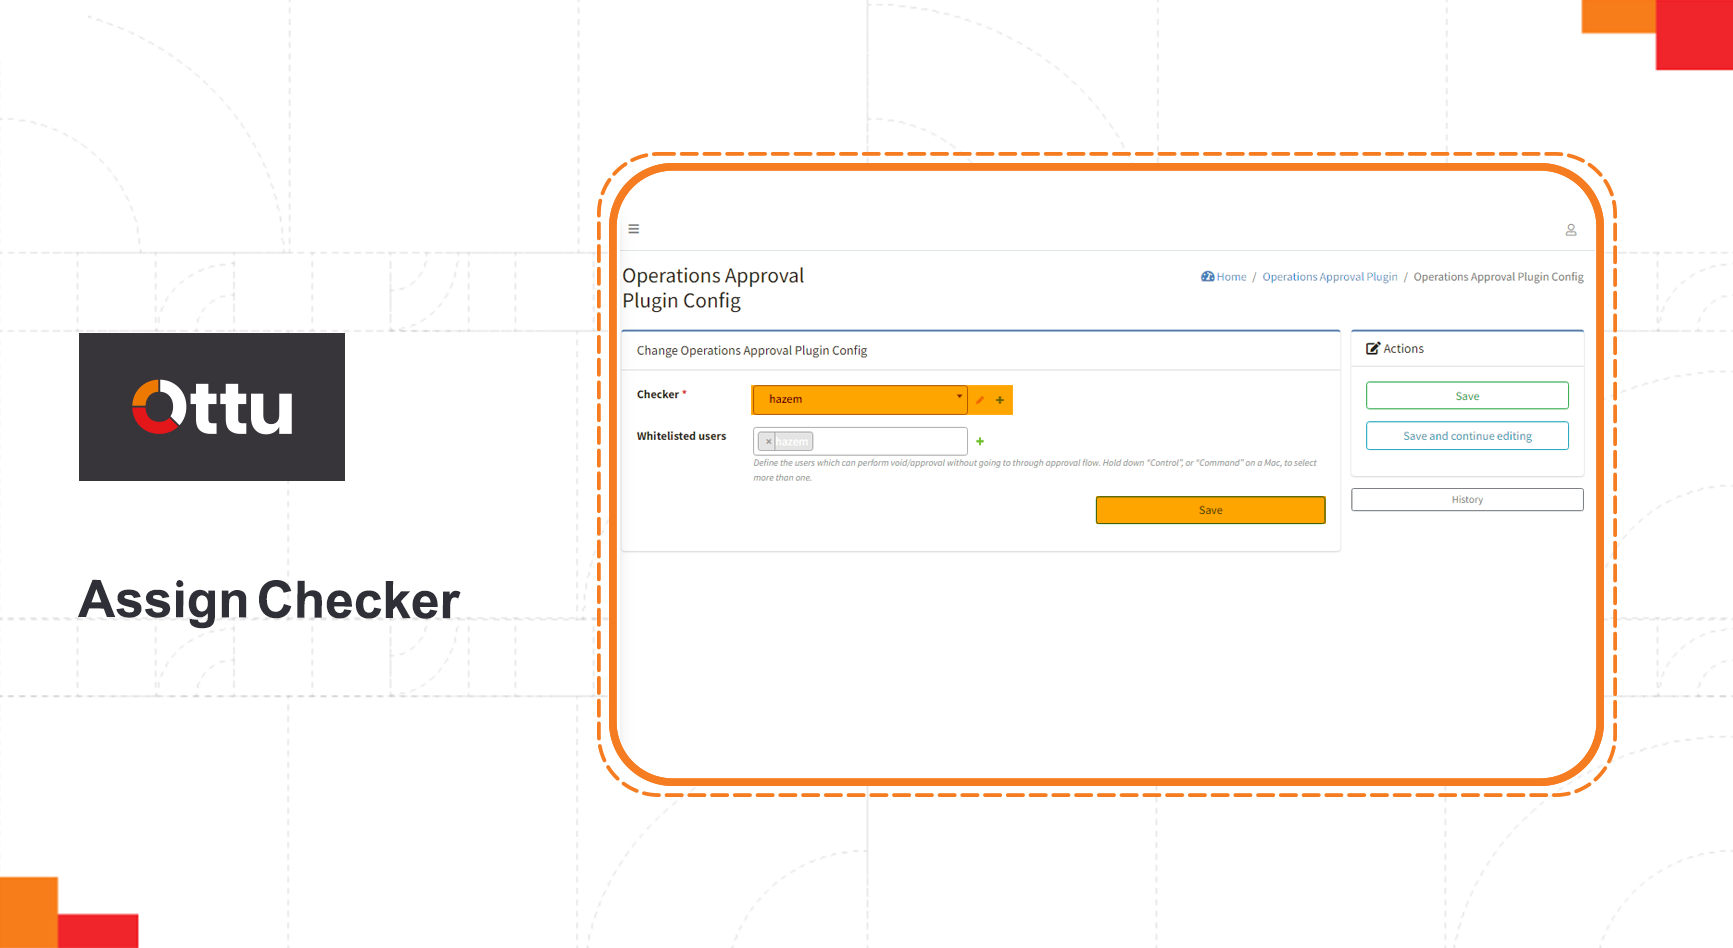 Ottu
Assign Checker
Operations Approval
Plugin Config
Home / Operations Approval Plugin / Operations Approval Plugin Config
Change Operations Approval Plugin Config
Checker *
hazem
Whitelisted users
× hazem
Define the users which can perform void/approval without going to through approval flow. Hold down “Control”, or “Command” on a Mac, to select
more than one.
Save
Actions
Save
Save and continue editing
History